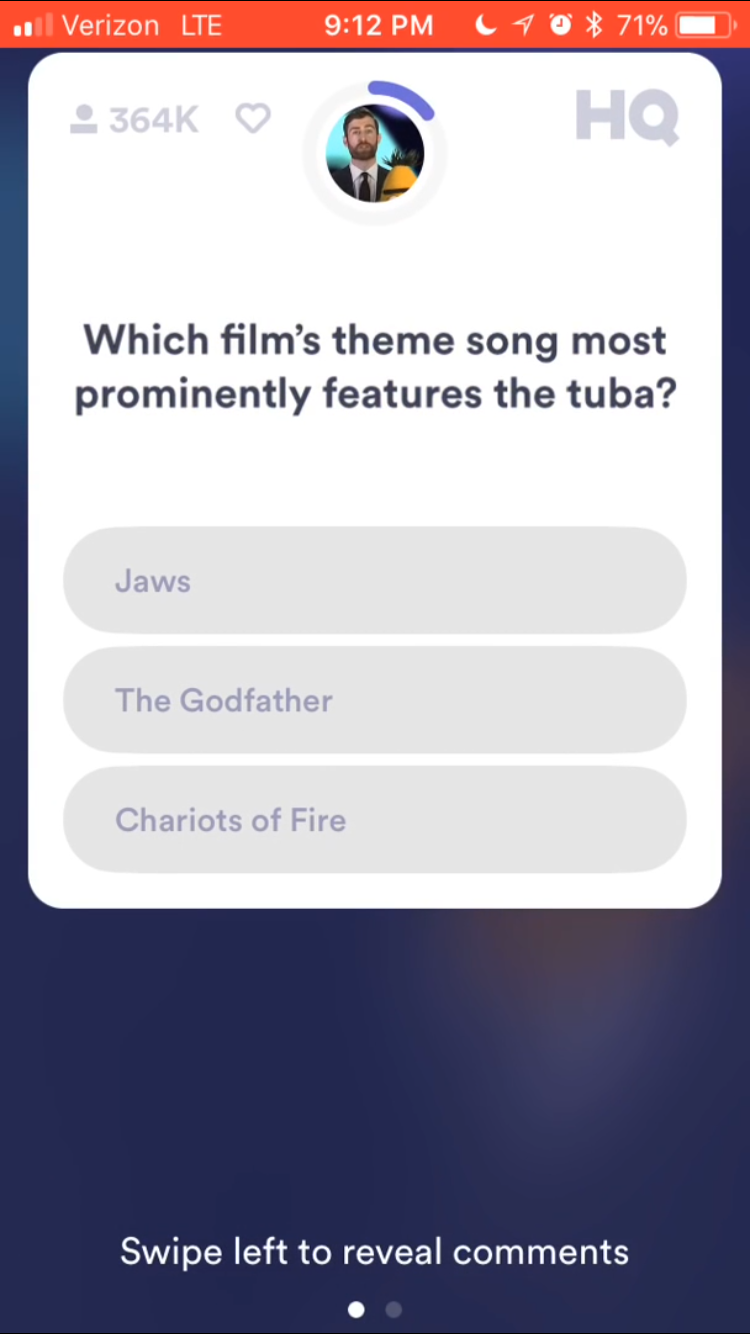 Verizon LTE 9:12 PM 71%
364K HQ
Which film’s theme song most
prominently features the tuba?
Jaws
The Godfather
Chariots of Fire
Swipe left to reveal comments